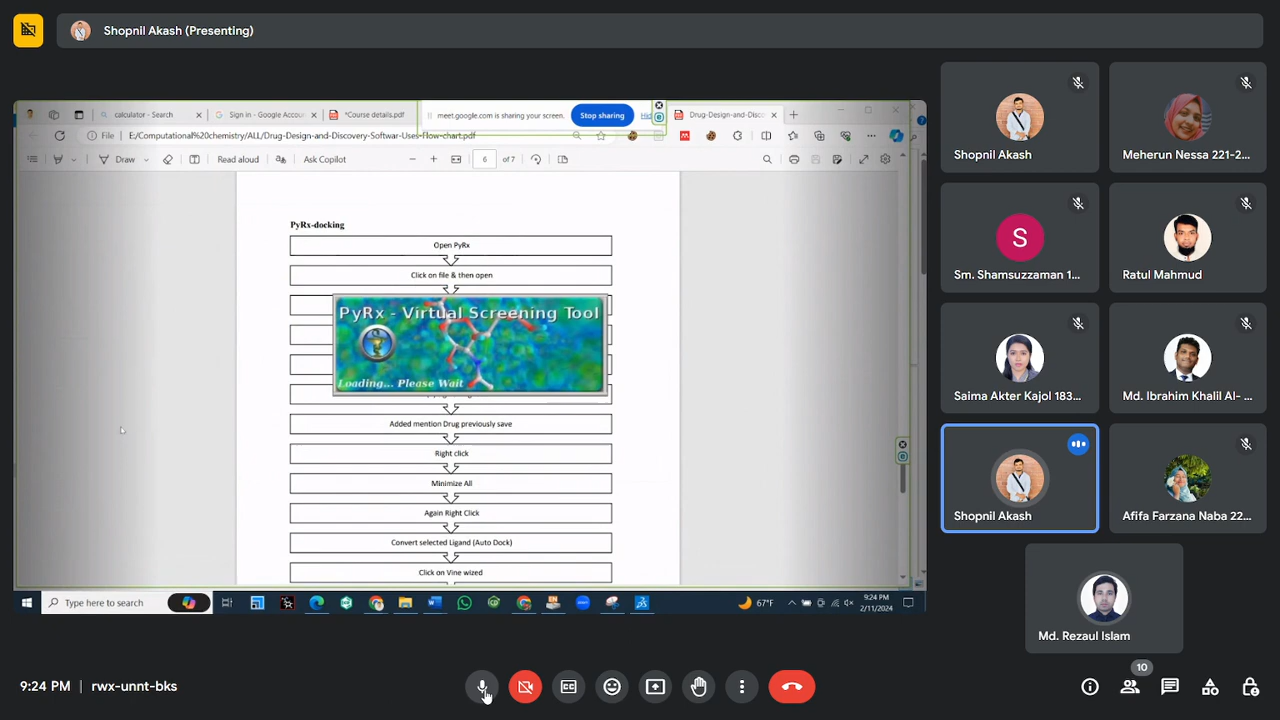 Shopnil Akash (Presenting)
calculator - Search
Sign in - Google Accou
*Course details.pdf
meet.google.com is sharing your screen.
Stop sharing
Drug-Design-and-Disco
File
E:/Computational%20chemistry/ALL/Drug-Design-and-Discovery-Softwar-Uses-flow-chart.pdf
Draw
Read aloud
Ask Copilot
6 of 7
PyRx-docking
Open PyRx
Click on file & then open
PyRx - Virtual Screening Tool
Loading... Please Wait
Added mention Drug previously save
Right click
Minimize All
Again Right Click
Convert selected Ligand (Auto Dock)
Click on Vine wized
Type here to search
67°F
9:24 PM
2/11/2024
Shopnil Akash
Meherun Nessa 221-2...
S
Sm. Shamsuzzaman 1...
Ratul Mahmud
Saima Akter Kajol 183...
Md. Ibrahim Khalil Al- ...
Shopnil Akash
Afifa Farzana Naba 22...
Md. Rezaul Islam
9:24 PM | rwx-unnt-bks
10